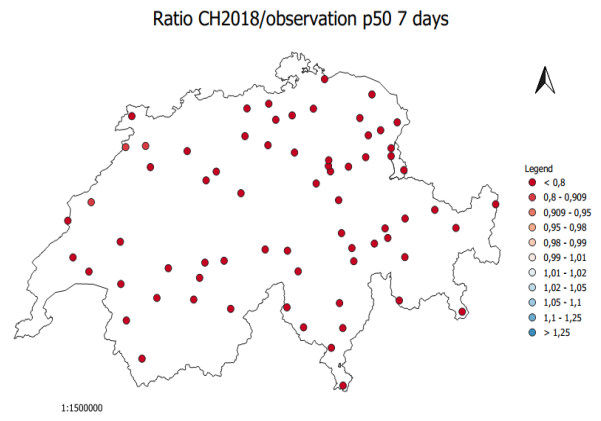 Ratio CH2018/observation p50 7 days
Legend
< 0,8
0,8 - 0,909
0,909 - 0,95
0,95 - 0,98
0,98 - 0,99
0,99 - 1,01
1,01 - 1,02
1,02 - 1,05
1,05 - 1,1
1,1 - 1,25
> 1,25
1:1500000